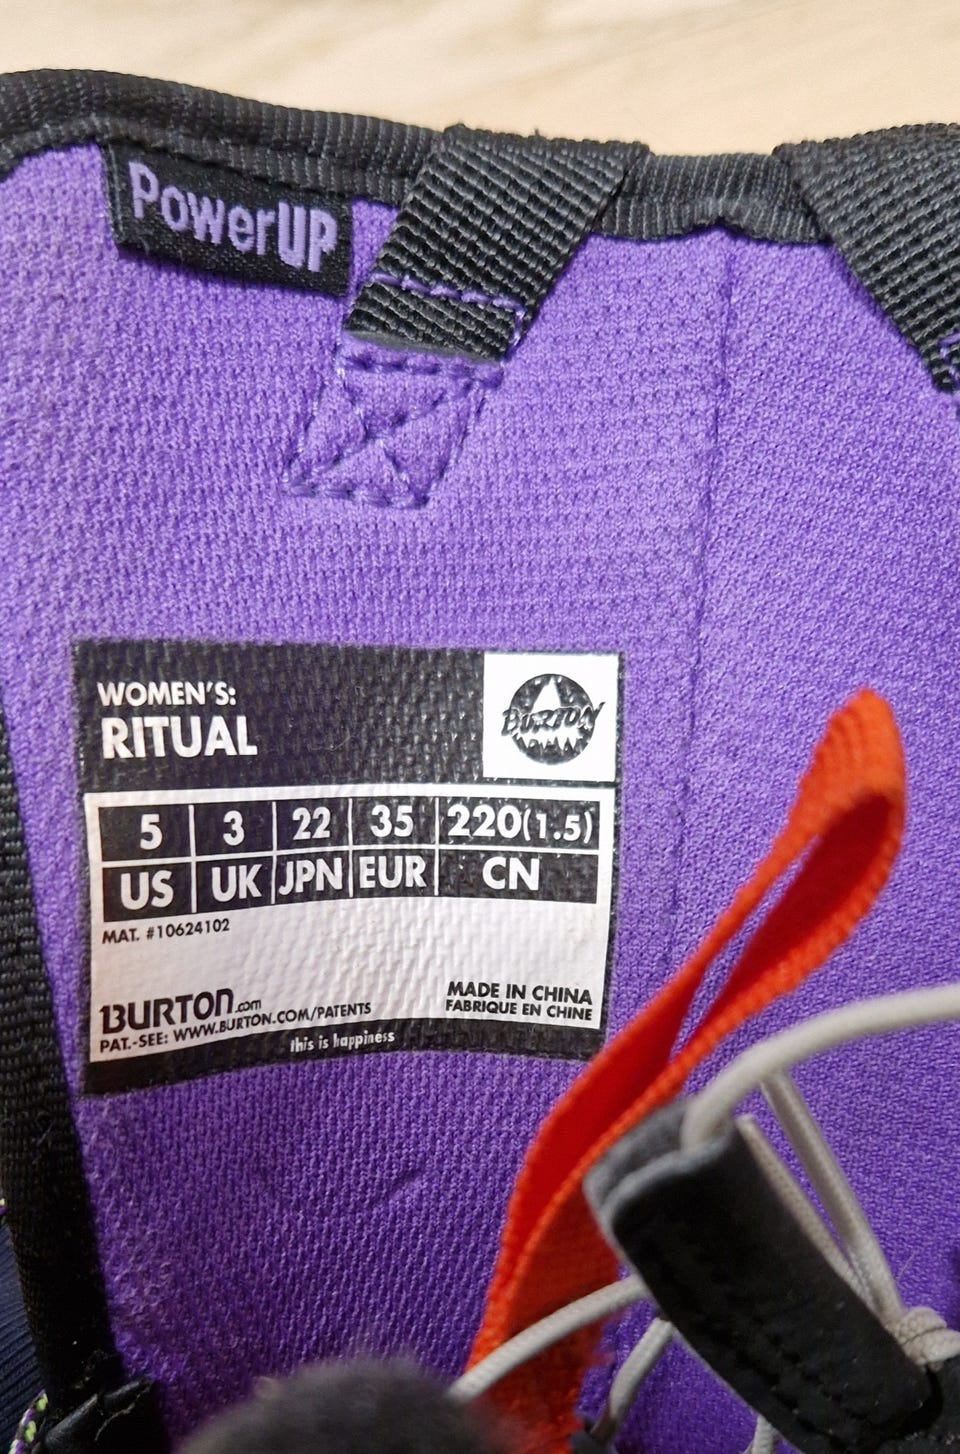 PowerUP
WOMEN'S:
RITUAL
BURTON
5 3 22 35 220(1.5)
US UK JPN EUR CN
MAT. #10624102
BURTON.com
PAT.-SEE: WWW.BURTON.COM/PATENTS
MADE IN CHINA
FABRIQUE EN CHINE
this is happiness